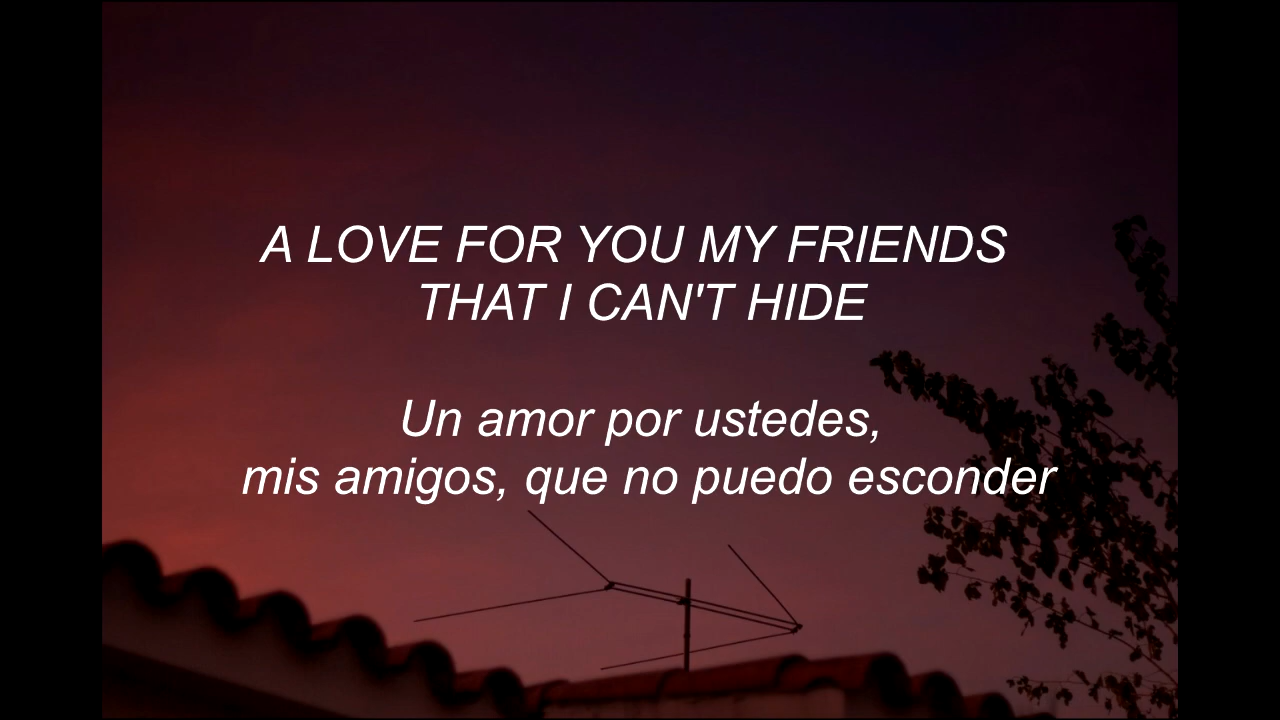 A LOVE FOR YOU MY FRIENDS
THAT I CAN'T HIDE
Un amor por ustedes,
mis amigos, que no puedo esconder